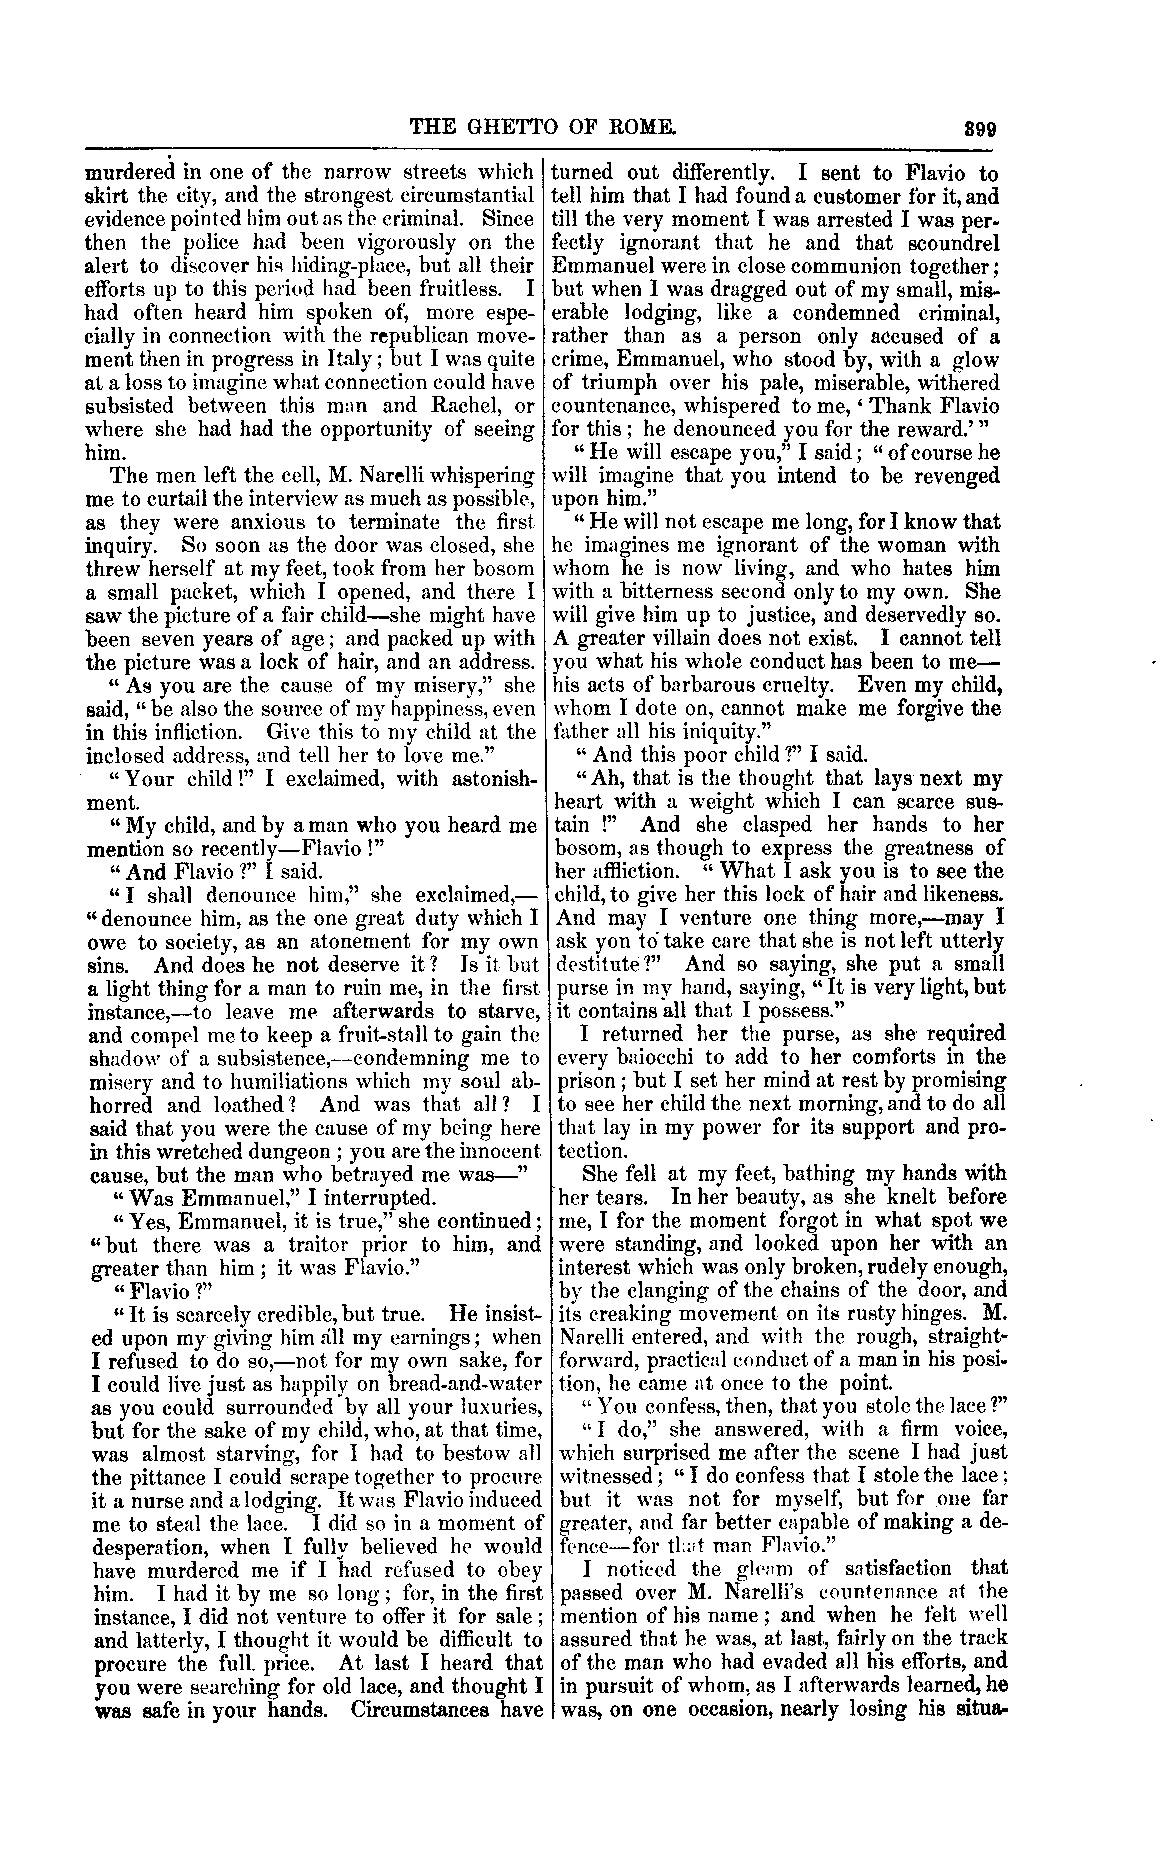 THE GHETTO OF ROME. 399
murdered in one of the narrow streets which
skirt the city, and the strongest circumstantial
evidence pointed him out as the criminal. Since
then the police had been vigorously on the
alert to discover his hiding-place, but all their
efforts up to this period had been fruitless. I
had often heard him spoken of, more espe-
cially in connection with the republican move-
ment then in progress in Italy; but I was quite
at a loss to imagine what connection could have
subsisted between this man and Rachel, or
where she had had the opportunity of seeing
him.
The men left the cell, M. Narelli whispering
me to curtail the interview as much as possible,
as they were anxious to terminate the first
inquiry. So soon as the door was closed, she
threw herself at my feet, took from her bosom
a small packet, which I opened, and there I
saw the picture of a fair child—she might have
been seven years of age; and packed up with
the picture was a lock of hair, and an address.
"As you are the cause of my misery," she
said, "be also the source of my happiness, even
in this infliction. Give this to my child at the
inclosed address, and tell her to love me."
"Your child!" I exclaimed, with astonish-
ment.
"My child, and by a man who you heard me
mention so recently—Flavio!"
"And Flavio?" I said.
"I shall denounce him," she exclaimed,—
"denounce him, as the one great duty which I
owe to society, as an atonement for my own
sins. And does he not deserve it? Is it but
a light thing for a man to ruin me, in the first
instance,—to leave me afterwards to starve,
and compel me to keep a fruit-stall to gain the
shadow of a subsistence,—condemning me to
misery and to humiliations which my soul ab-
horred and loathed? And was that all? I
said that you were the cause of my being here
in this wretched dungeon; you are the innocent
cause, but the man who betrayed me was—"
"Was Emmanuel," I interrupted.
"Yes, Emmanuel, it is true," she continued;
"but there was a traitor prior to him, and
greater than him; it was Flavio."
"Flavio?"
"It is scarcely credible, but true. He insist-
ed upon my giving him all my earnings; when
I refused to do so,—not for my own sake, for
I could live just as happily on bread-and-water
as you could surrounded by all your luxuries,
but for the sake of my child, who, at that time,
was almost starving, for I had to bestow all
the pittance I could scrape together to procure
it a nurse and a lodging. It was Flavio induced
me to steal the lace. I did so in a moment of
desperation, when I fully believed he would
have murdered me if I had refused to obey
him. I had it by me so long; for, in the first
instance, I did not venture to offer it for sale;
and latterly, I thought it would be difficult to
procure the full price. At last I heard that
you were searching for old lace, and thought I
was safe in your hands. Circumstances have
turned out differently. I sent to Flavio to
tell him that I had found a customer for it, and
till the very moment I was arrested I was per-
fectly ignorant that he and that scoundrel
Emmanuel were in close communion together;
but when I was dragged out of my small, mis-
erable lodging, like a condemned criminal,
rather than as a person only accused of a
crime, Emmanuel, who stood by, with a glow
of triumph over his pale, miserable, withered
countenance, whispered to me, 'Thank Flavio
for this; he denounced you for the reward.'"
"He will escape you," I said; "of course he
will imagine that you intend to be revenged
upon him."
"He will not escape me long, for I know that
he imagines me ignorant of the woman with
whom he is now living, and who hates him
with a bitterness second only to my own. She
will give him up to justice, and deservedly so.
A greater villain does not exist. I cannot tell
you what his whole conduct has been to me—
his acts of barbarous cruelty. Even my child,
whom I dote on, cannot make me forgive the
father all his iniquity."
"And this poor child?" I said.
"Ah, that is the thought that lays next my
heart with a weight which I can scarce sus-
tain!" And she clasped her hands to her
bosom, as though to express the greatness of
her affliction. "What I ask you is to see the
child, to give her this lock of hair and likeness.
And may I venture one thing more,—may I
ask you to take care that she is not left utterly
destitute?" And so saying, she put a small
purse in my hand, saying, "It is very light, but
it contains all that I possess."
I returned her the purse, as she required
every baiocchi to add to her comforts in the
prison; but I set her mind at rest by promising
to see her child the next morning, and to do all
that lay in my power for its support and pro-
tection.
She fell at my feet, bathing my hands with
her tears. In her beauty, as she knelt before
me, I for the moment forgot in what spot we
were standing, and looked upon her with an
interest which was only broken, rudely enough,
by the clanging of the chains of the door, and
its creaking movement on its rusty hinges. M.
Narelli entered, and with the rough, straight-
forward, practical conduct of a man in his posi-
tion, he came at once to the point.
"You confess, then, that you stole the lace?"
"I do," she answered, with a firm voice,
which surprised me after the scene I had just
witnessed; "I do confess that I stole the lace;
but it was not for myself, but for one far
greater, and far better capable of making a de-
fence—for that man Flavio."
I noticed the gleam of satisfaction that
passed over M. Narelli's countenance at the
mention of his name; and when he felt well
assured that he was, at last, fairly on the track
of the man who had evaded all his efforts, and
in pursuit of whom, as I afterwards learned, he
was, on one occasion, nearly losing his situa-